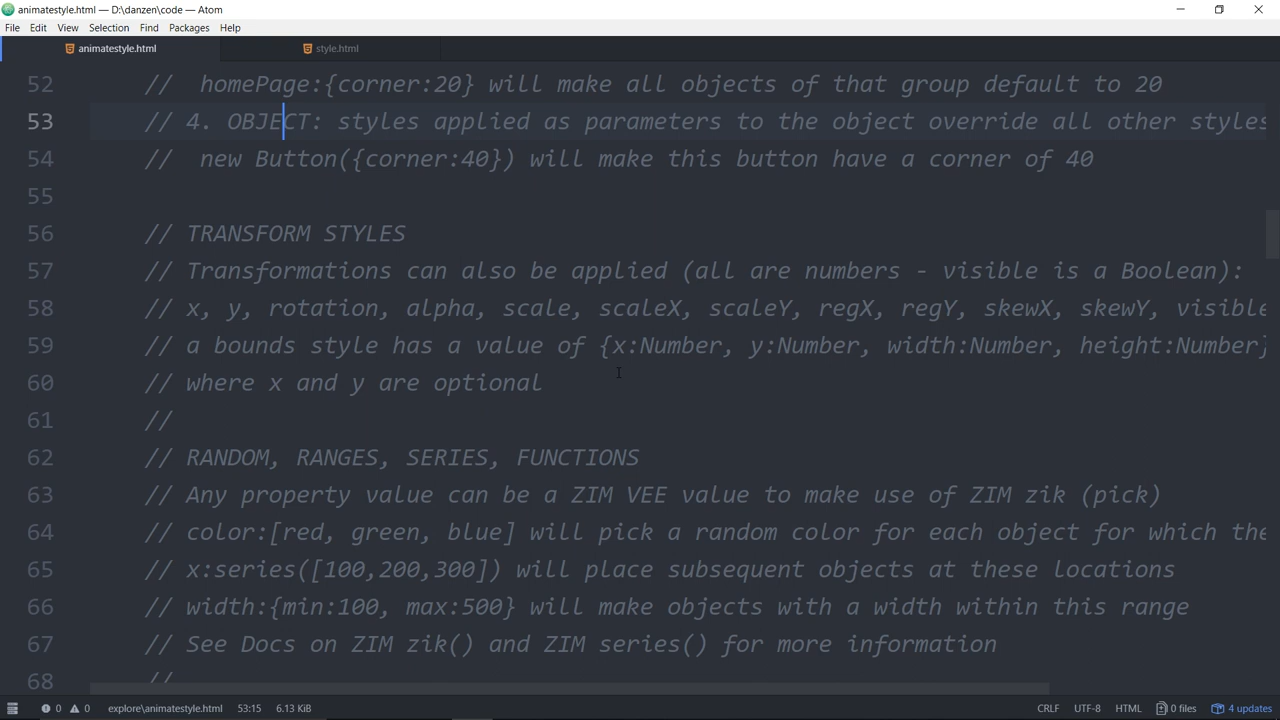 animatestyle.html — D:\danzen\code — Atom
File Edit View Selection Find Packages Help
animatestyle.html style.html
52 // homePage:{corner:20} will make all objects of that group default to 20
53 // 4. OBJECT: styles applied as parameters to the object override all other styles
54 // new Button({corner:40}) will make this button have a corner of 40
55
56 // TRANSFORM STYLES
57 // Transformations can also be applied (all are numbers - visible is a Boolean):
58 // x, y, rotation, alpha, scale, scaleX, scaleY, regX, regY, skewX, skewY, visible
59 // a bounds style has a value of {x:Number, y:Number, width:Number, height:Number}
60 // where x and y are optional
61 //
62 // RANDOM, RANGES, SERIES, FUNCTIONS
63 // Any property value can be a ZIM VEE value to make use of ZIM zik (pick)
64 // color:[red, green, blue] will pick a random color for each object for which the
65 // x:series([100,200,300]) will place subsequent objects at these locations
66 // width:{min:100, max:500} will make objects with a width within this range
67 // See Docs on ZIM zik() and ZIM series() for more information
68 //
0 0 explore\animatestyle.html 53:15 6.13 KiB CRLF UTF-8 HTML 0 files 4 updates